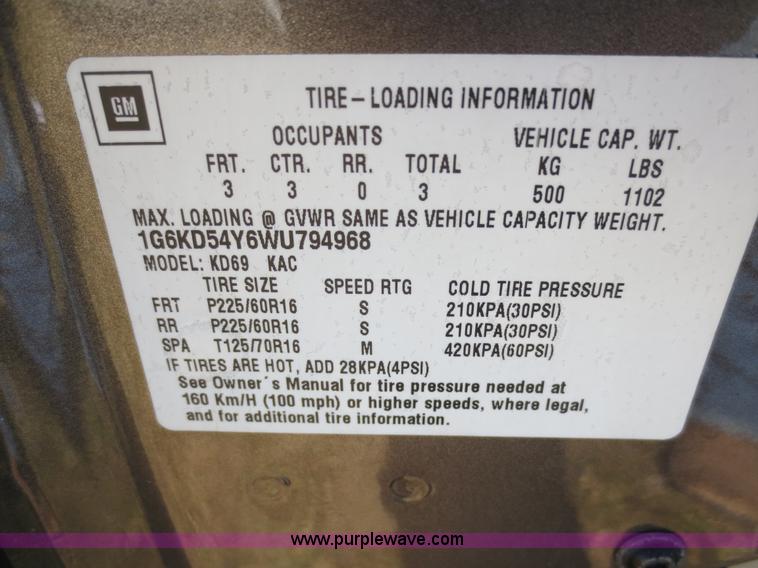 GM
TIRE-LOADING INFORMATION
OCCUPANTS VEHICLE CAP. WT.
FRT. CTR. RR. TOTAL KG LBS
3 3 0 3 500 1102
MAX. LOADING @ GVWR SAME AS VEHICLE CAPACITY WEIGHT.
1G6KD54Y6WU794968
MODEL: KD69 KAC
TIRE SIZE SPEED RTG COLD TIRE PRESSURE
FRT P225/60R16 S 210KPA(30PSI)
RR P225/60R16 S 210KPA(30PSI)
SPA T125/70R16 M 420KPA(60PSI)
IF TIRES ARE HOT, ADD 28KPA(4PSI)
See Owner's Manual for tire pressure needed at
160 Km/H (100 mph) or higher speeds, where legal,
and for additional tire information.
www.purplewave.com